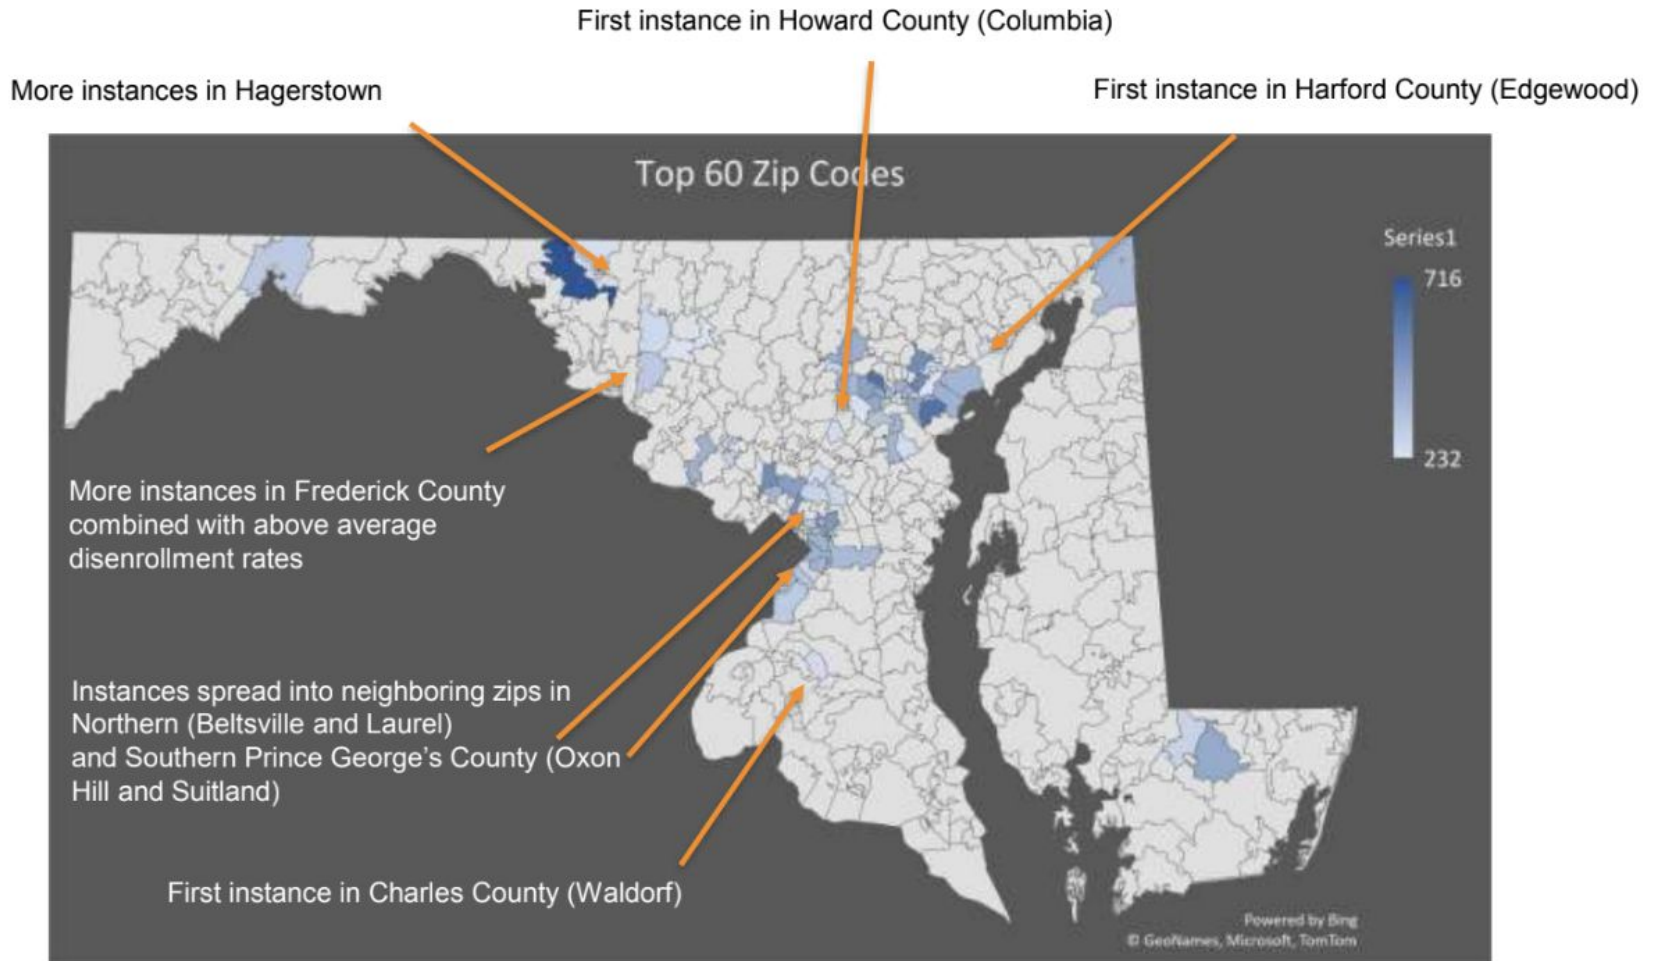 First instance in Howard County (Columbia)
More instances in Hagerstown
First instance in Harford County (Edgewood)
Top 60 Zip Codes
Series1
716
232
More instances in Frederick County
combined with above average
disenrollment rates
Instances spread into neighboring zips in
Northern (Beltsville and Laurel)
and Southern Prince George’s County (Oxon
Hill and Suitland)
First instance in Charles County (Waldorf)
Powered by Bing
© GeoNames, Microsoft, TomTom